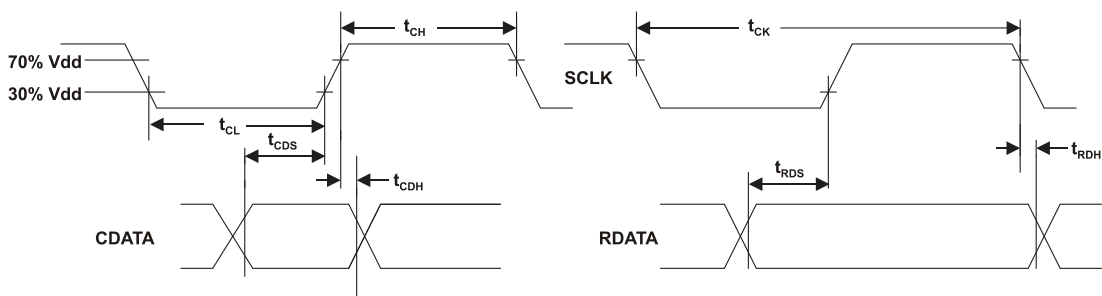 tCH
tCK
70% Vdd
SCLK
30% Vdd
tCL
tCDS
tRDH
tRDS
tCDH
CDATA
RDATA